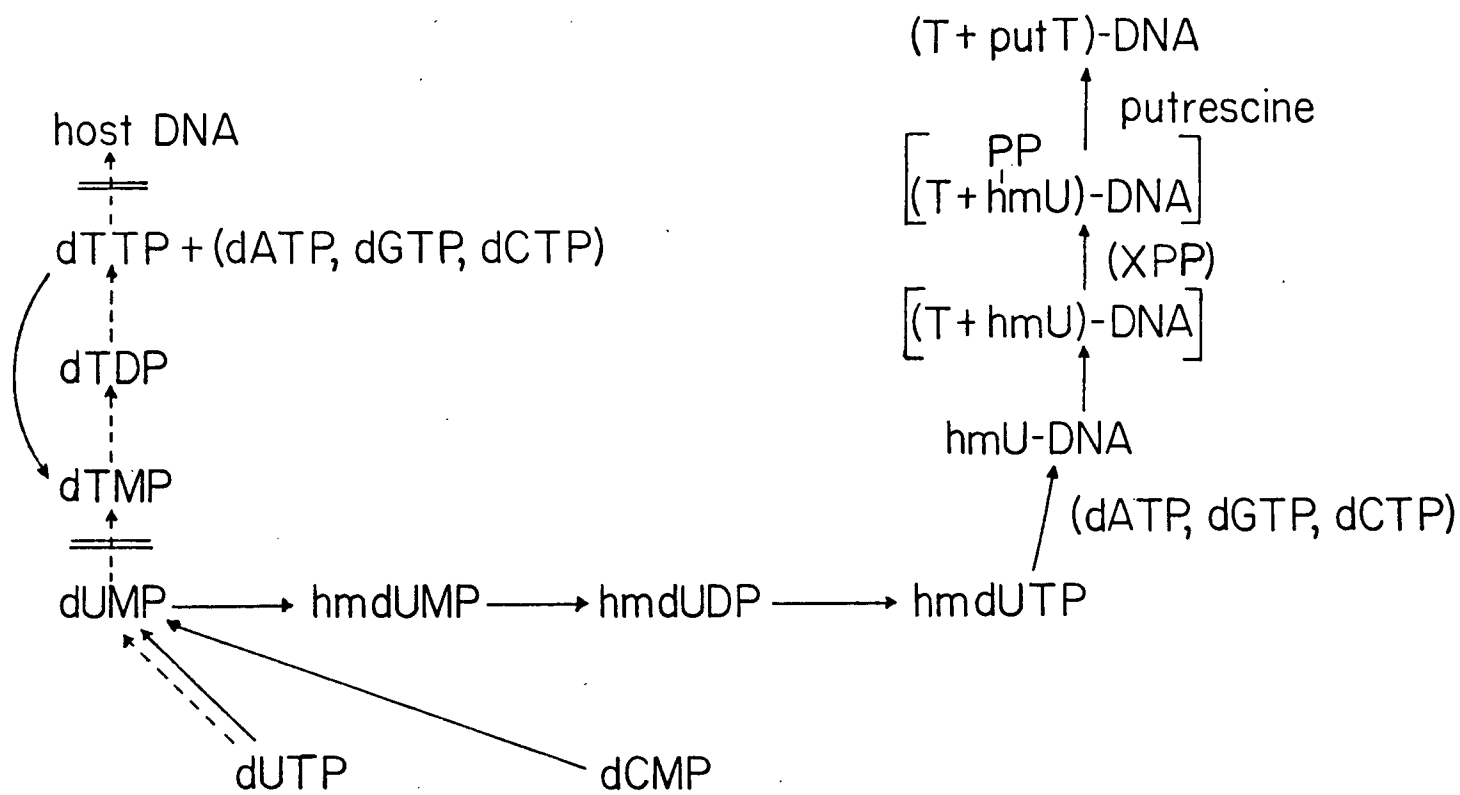 (T + putT)-DNA
putrescine
host DNA
PP
[(T + hmU)-DNA]
dTTP + (dATP, dGTP, dCTP)
(XPP)
[(T + hmU)-DNA]
dTDP
hmU-DNA
dTMP
(dATP, dGTP, dCTP)
dUMP hmdUMP hmdUDP hmdUTP
dUTP dCMP